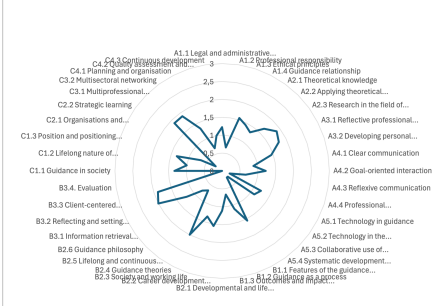 A1.1 Legal and administrative...
A1.2 Professional responsibility
A1.3 Ethical principles
A1.4 Guidance relationship
A2.1 Theoretical knowledge
A2.2 Applying theoretical...
A2.3 Research in the field of...
A3.1 Reflective professional...
A3.2 Developing personal...
A4.1 Clear communication
A4.2 Goal-oriented interaction
A4.3 Reflexive communication
A4.4 Professional...
A5.1 Technology in guidance
A5.2 Technology in the...
A5.3 Collaborative use of...
A5.4 Systematic development...
B1.1 Features of the guidance...
B1.2 Guidance as a process
B1.3 Outcomes and impact...
B2.1 Developmental and life...
B2.2 Career development...
B2.3 Society and working life
B2.4 Guidance theories
B2.5 Lifelong and continuous...
B2.6 Guidance philosophy
B3.1 Information retrieval...
B3.2 Reflecting and setting...
B3.3 Client-centered...
B3.4. Evaluation
C1.1 Guidance in society
C1.2 Lifelong nature of...
C1.3 Position and positioning...
C2.1 Organisations and...
C2.2 Strategic learning
C3.1 Multiprofessional...
C3.2 Multisectoral networking
C4.1 Planning and organisation
C4.2 Quality assessment and...
C4.3 Continuous development
3
2,5
2
1,5
1
0,5
0